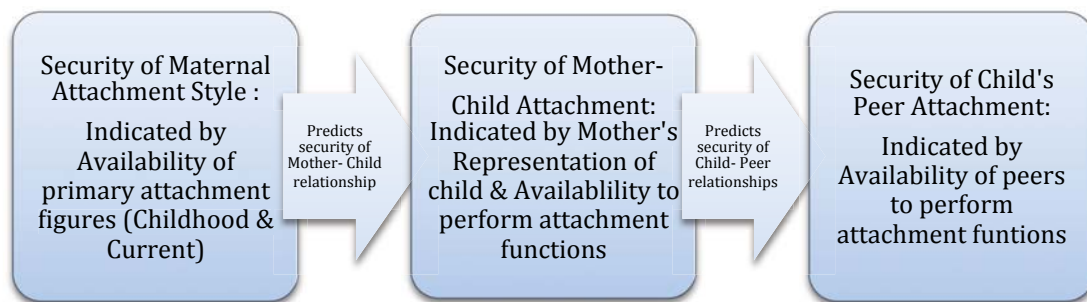 Security of Maternal
Attachment Style :
Indicated by
Availability of
primary attachment
figures (Childhood &
Current)
Predicts
security of
Mother- Child
relationship
Security of Mother-
Child Attachment:
Indicated by Mother's
Representation of
child & Availablility to
perform attachment
functions
Predicts
security of
Child- Peer
relationships
Security of Child's
Peer Attachment:
Indicated by
Availability of peers
to perform
attachment funtions